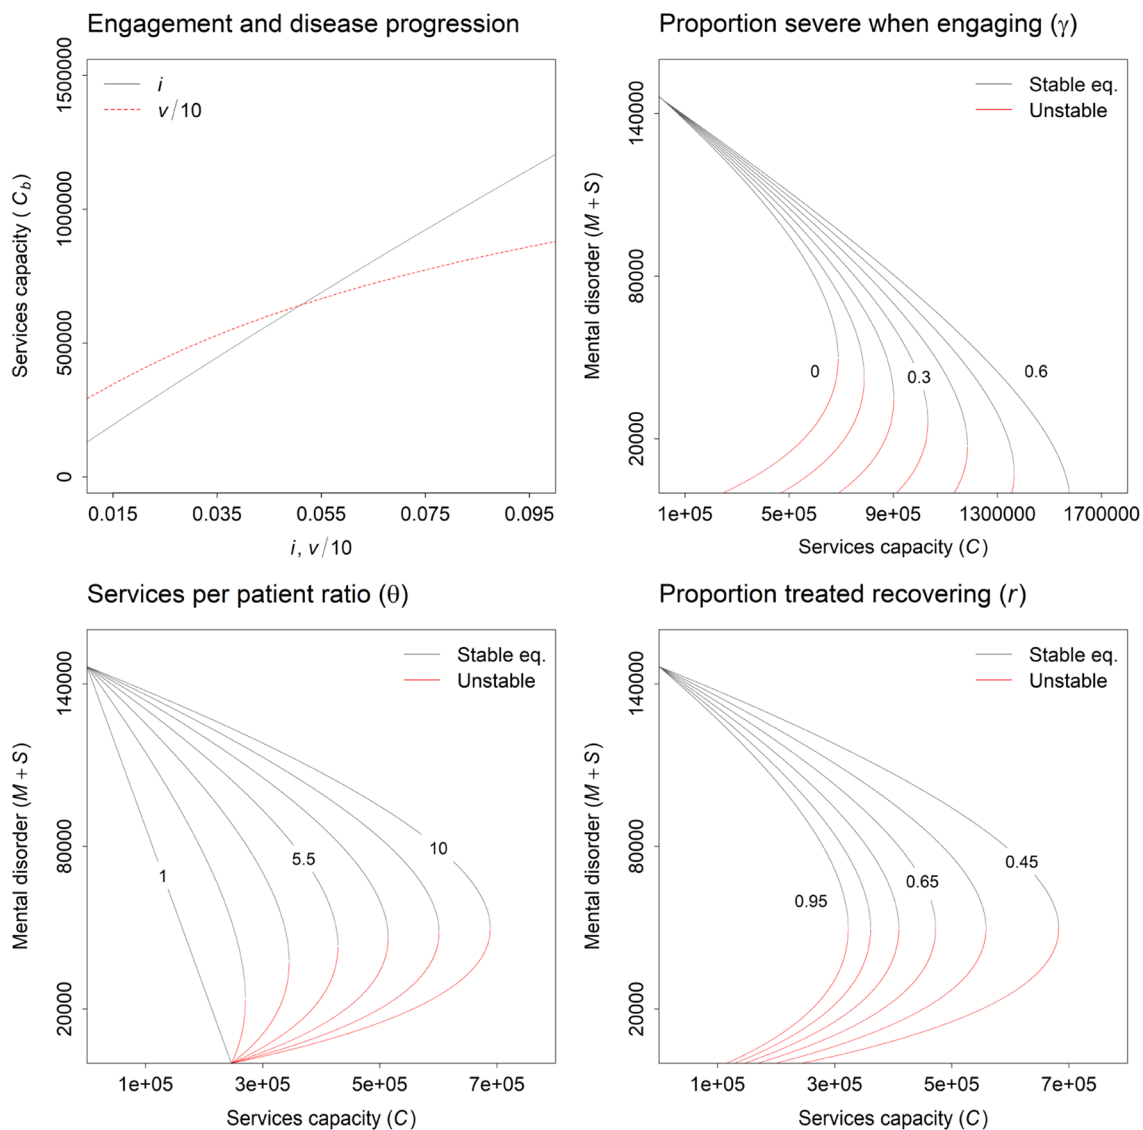 Engagement and disease progression
i
v/10
Services capacity ( C_b)
0
500000
1000000
1500000
0.015 0.035 0.055 0.075 0.095
i, v/10
Proportion severe when engaging (γ)
Stable eq.
Unstable
Mental disorder (M + S)
20000
80000
140000
0
0.3
0.6
1e+05 5e+05 9e+05 1300000 1700000
Services capacity (C)
Services per patient ratio (θ)
Stable eq.
Unstable
Mental disorder (M + S)
20000
80000
140000
1
5.5
10
1e+05 3e+05 5e+05 7e+05
Services capacity (C)
Proportion treated recovering (r)
Stable eq.
Unstable
Mental disorder (M + S)
20000
80000
140000
0.95
0.65
0.45
1e+05 3e+05 5e+05 7e+05
Services capacity (C)